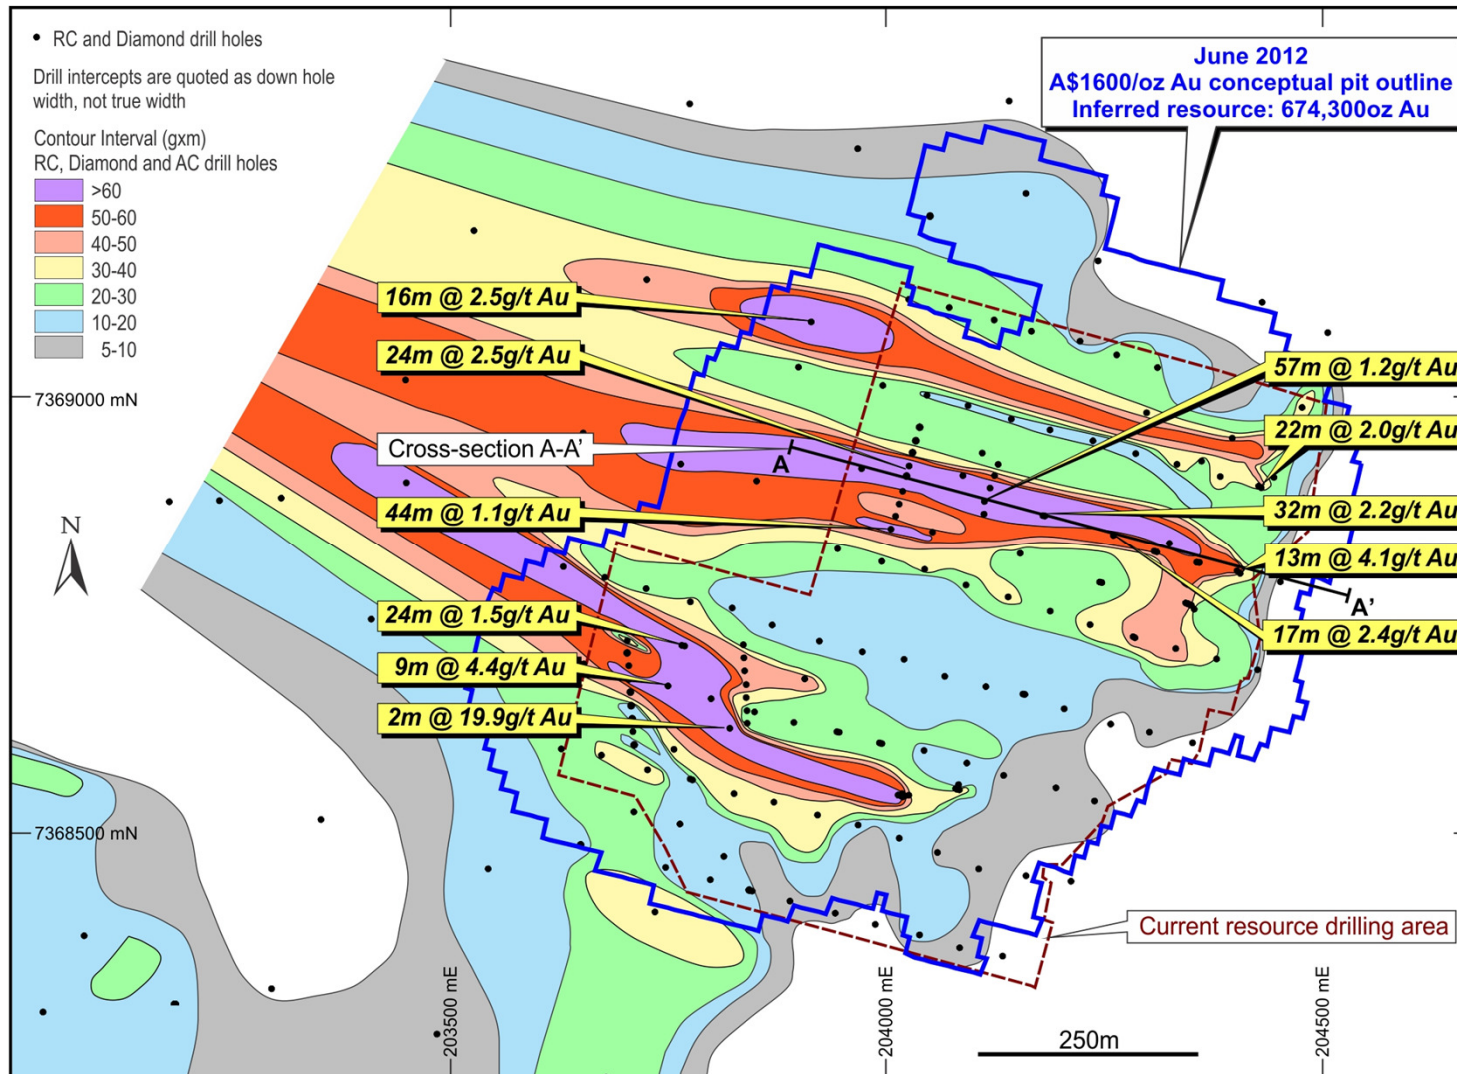 RC and Diamond drill holes
Drill intercepts are quoted as down hole
width, not true width
Contour Interval (gxm)
RC, Diamond and AC drill holes
>60
50-60
40-50
30-40
20-30
10-20
5-10
June 2012
A$1600/oz Au conceptual pit outline
Inferred resource: 674,300oz Au
16m @ 2.5g/t Au
24m @ 2.5g/t Au
57m @ 1.2g/t Au
7369000 mN
22m @ 2.0g/t Au
Cross-section A-A'
A
44m @ 1.1g/t Au
32m @ 2.2g/t Au
N
13m @ 4.1g/t Au
A'
24m @ 1.5g/t Au
17m @ 2.4g/t Au
9m @ 4.4g/t Au
2m @ 19.9g/t Au
7368500 mN
Current resource drilling area
203500 mE
204000 mE
204500 mE
250m